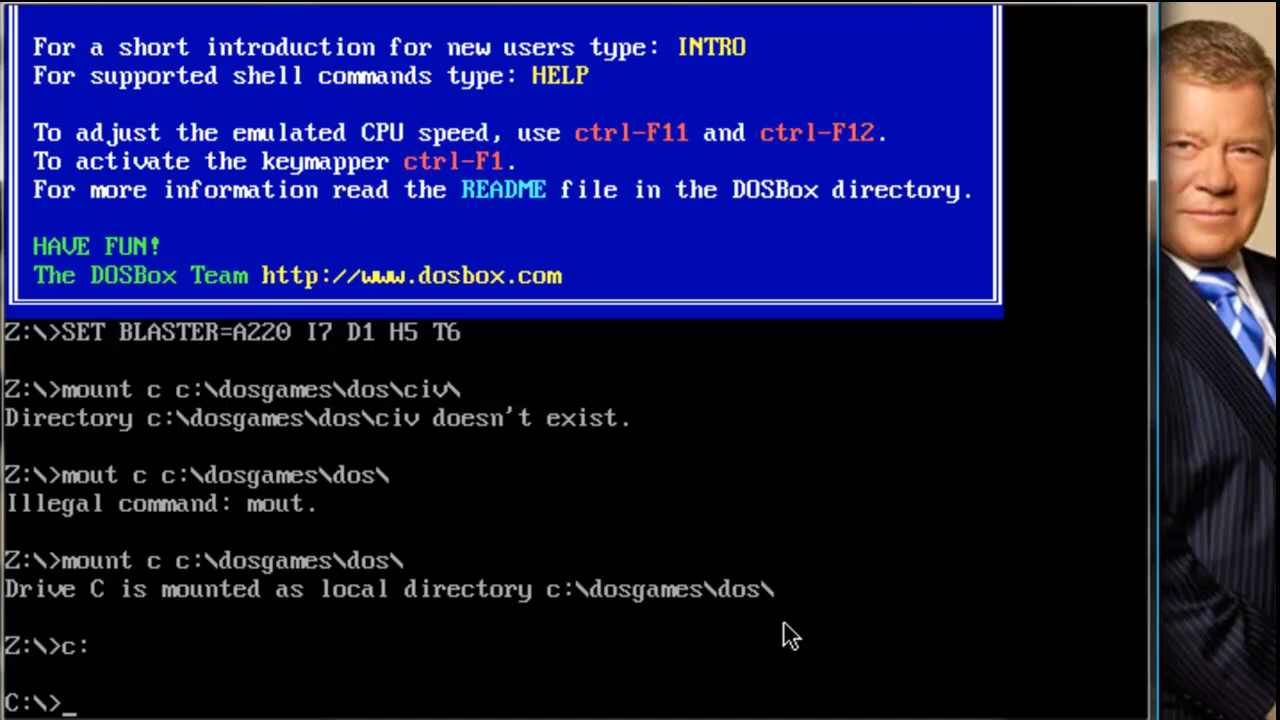 For a short introduction for new users type: INTRO
For supported shell commands type: HELP
To adjust the emulated CPU speed, use ctrl-F11 and ctrl-F12.
To activate the keymapper ctrl-F1.
For more information read the README file in the DOSBox directory.
HAVE FUN!
The DOSBox Team http://www.dosbox.com
Z:\>SET BLASTER=A220 I7 D1 H5 T6
Z:\>mount c c:\dosgames\dos\civ\
Directory c:\dosgames\dos\civ doesn't exist.
Z:\>mout c c:\dosgames\dos\
Illegal command: mout.
Z:\>mount c c:\dosgames\dos\
Drive C is mounted as local directory c:\dosgames\dos\
Z:\>c:
C:\>_